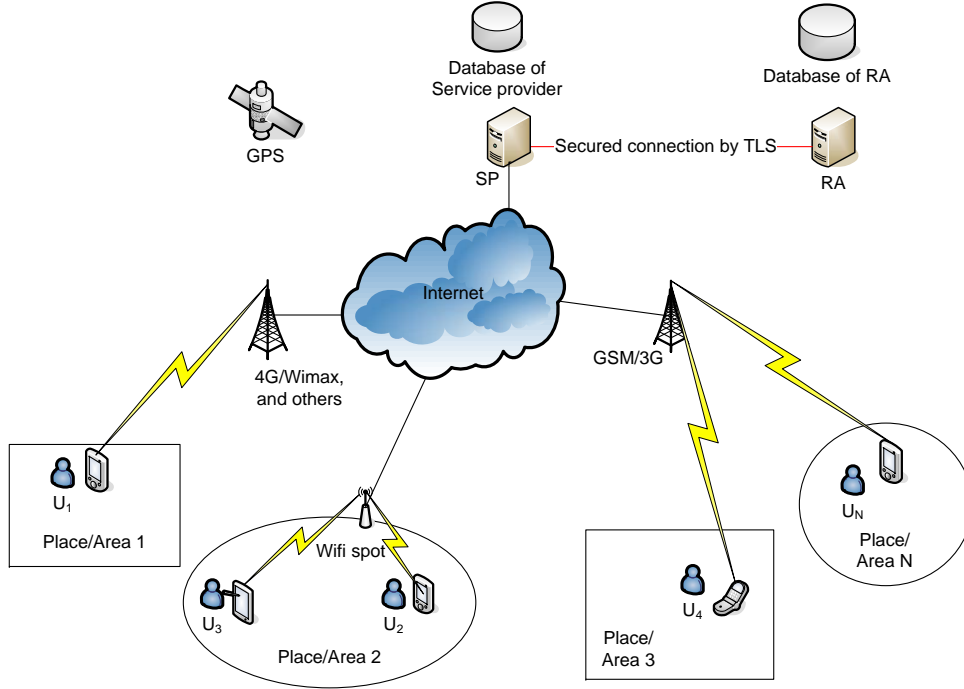 Database of
Service provider
Database of RA
GPS
SP
Secured connection by TLS
RA
Internet
4G/Wimax,
and others
GSM/3G
U₁
Place/Area 1
Wifi spot
U₃
U₂
Place/Area 2
U₄
Place/
Area 3
Uₙ
Place/
Area N